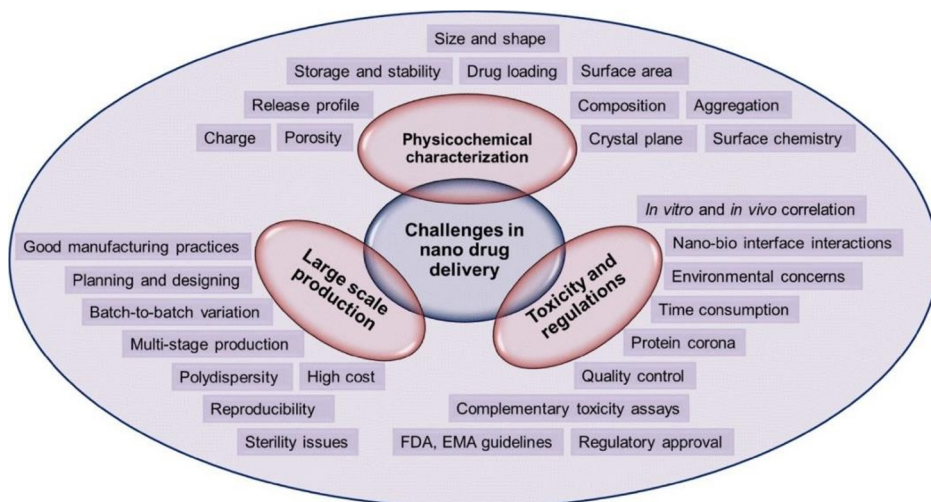 Size and shape
Storage and stability
Drug loading
Surface area
Release profile
Composition
Aggregation
Charge
Porosity
Physicochemical
characterization
Crystal plane
Surface chemistry
Challenges in
nano drug
delivery
Large scale
production
Toxicity and
regulations
Good manufacturing practices
Planning and designing
Batch-to-batch variation
Multi-stage production
Polydispersity
High cost
Reproducibility
Sterility issues
In vitro and in vivo correlation
Nano-bio interface interactions
Environmental concerns
Time consumption
Protein corona
Quality control
Complementary toxicity assays
FDA, EMA guidelines
Regulatory approval